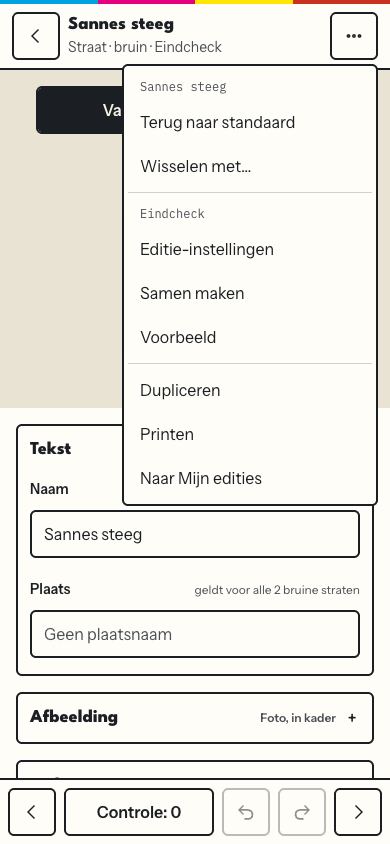 Sannes steeg
Straat·bruin·Eindcheck
Va
Sannes steeg
Terug naar standaard
Wisselen met…
Eindcheck
Editie-instellingen
Samen maken
Voorbeeld
Dupliceren
Printen
Naar Mijn edities
Tekst
Naam
Sannes steeg
Plaats geldt voor alle 2 bruine straten
Geen plaatsnaam
Afbeelding Foto, in kader +
Controle: 0